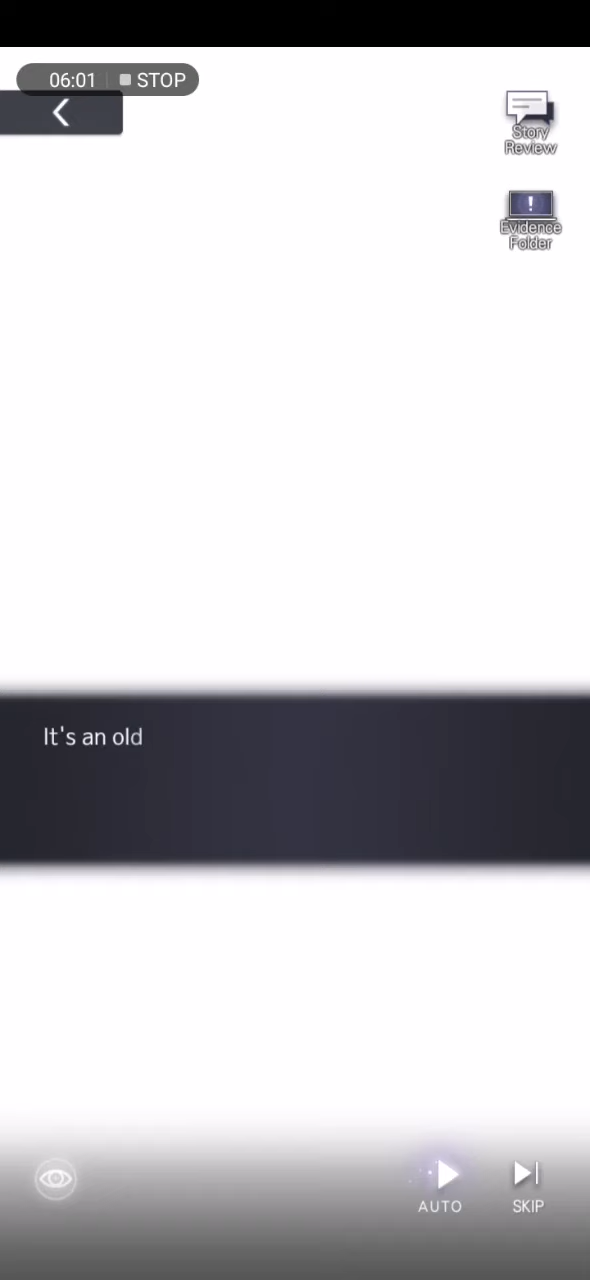 06:01
STOP
Story
Review
!
Evidence
Folder
It's an old
AUTO
SKIP